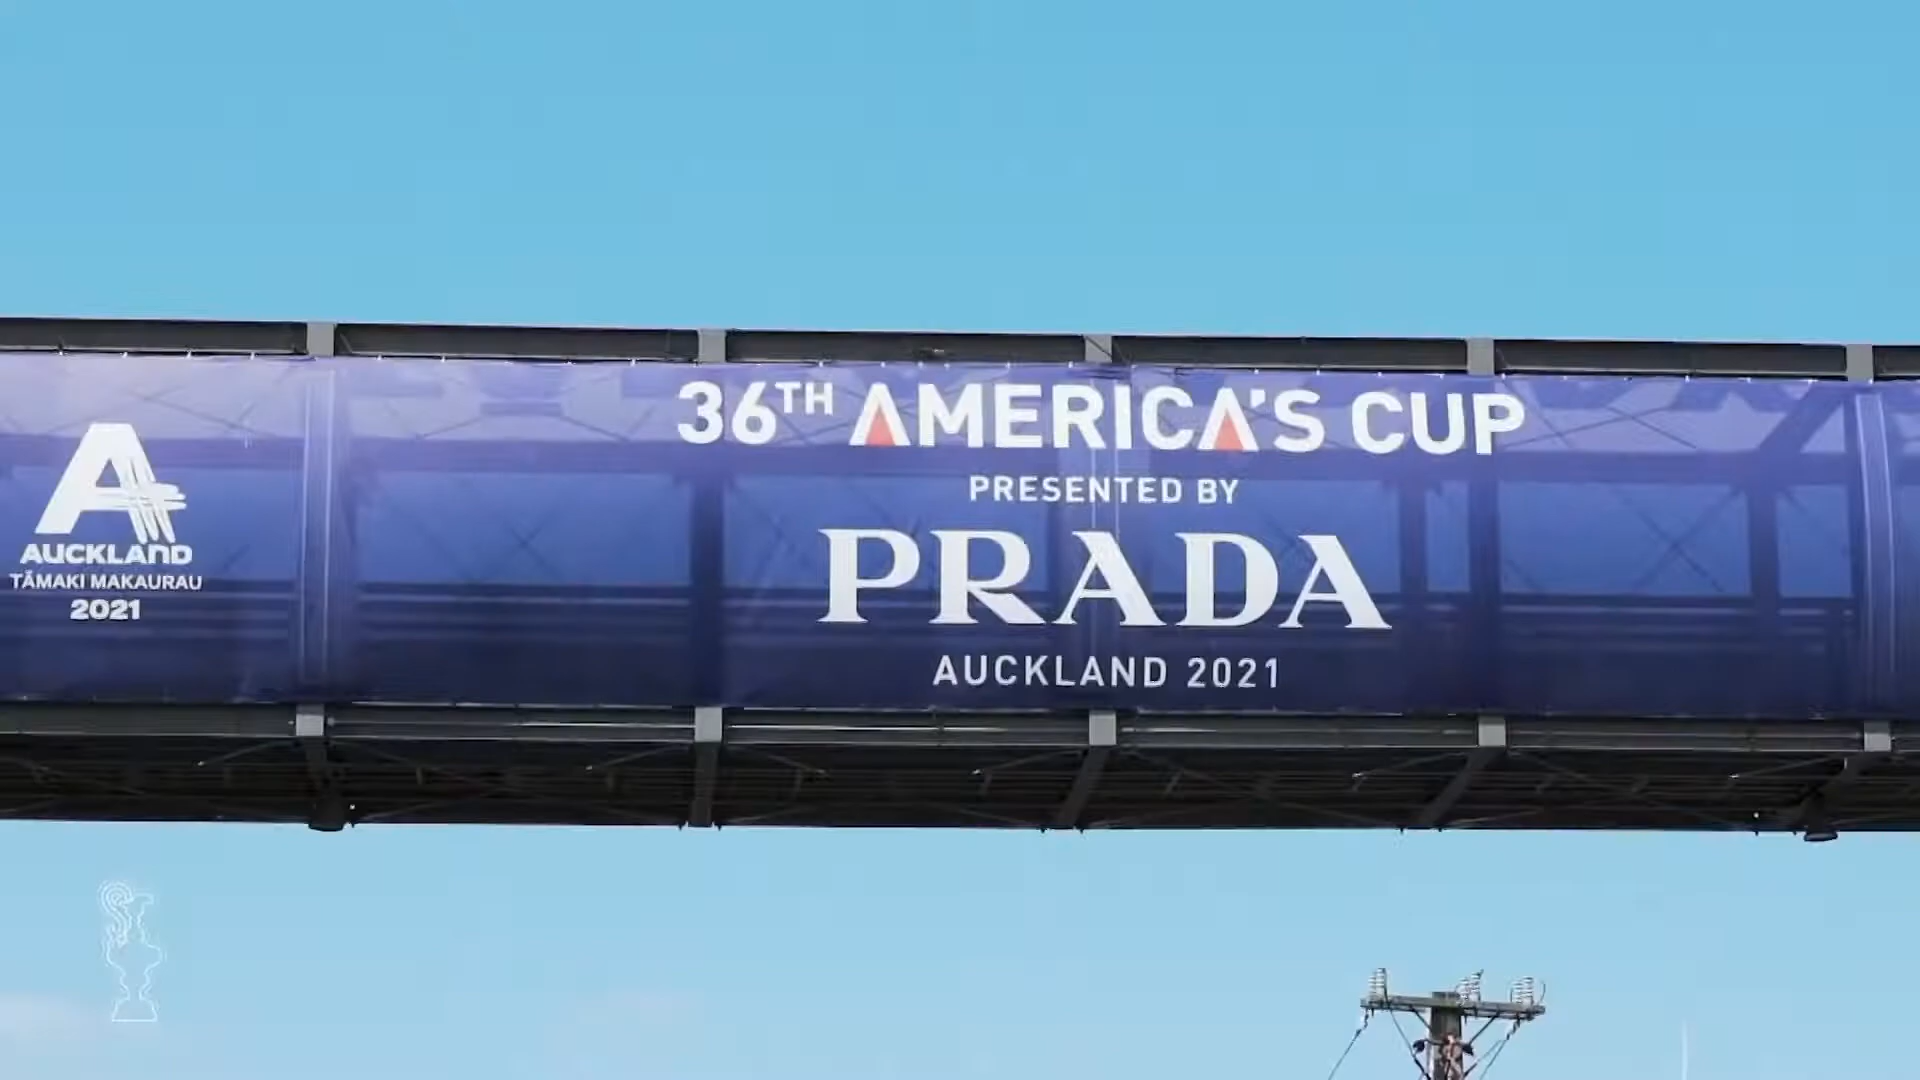 36TH AMERICA'S CUP
PRESENTED BY
PRADA
AUCKLAND 2021
AUCKLAND
TĀMAKI MAKAURAU
2021